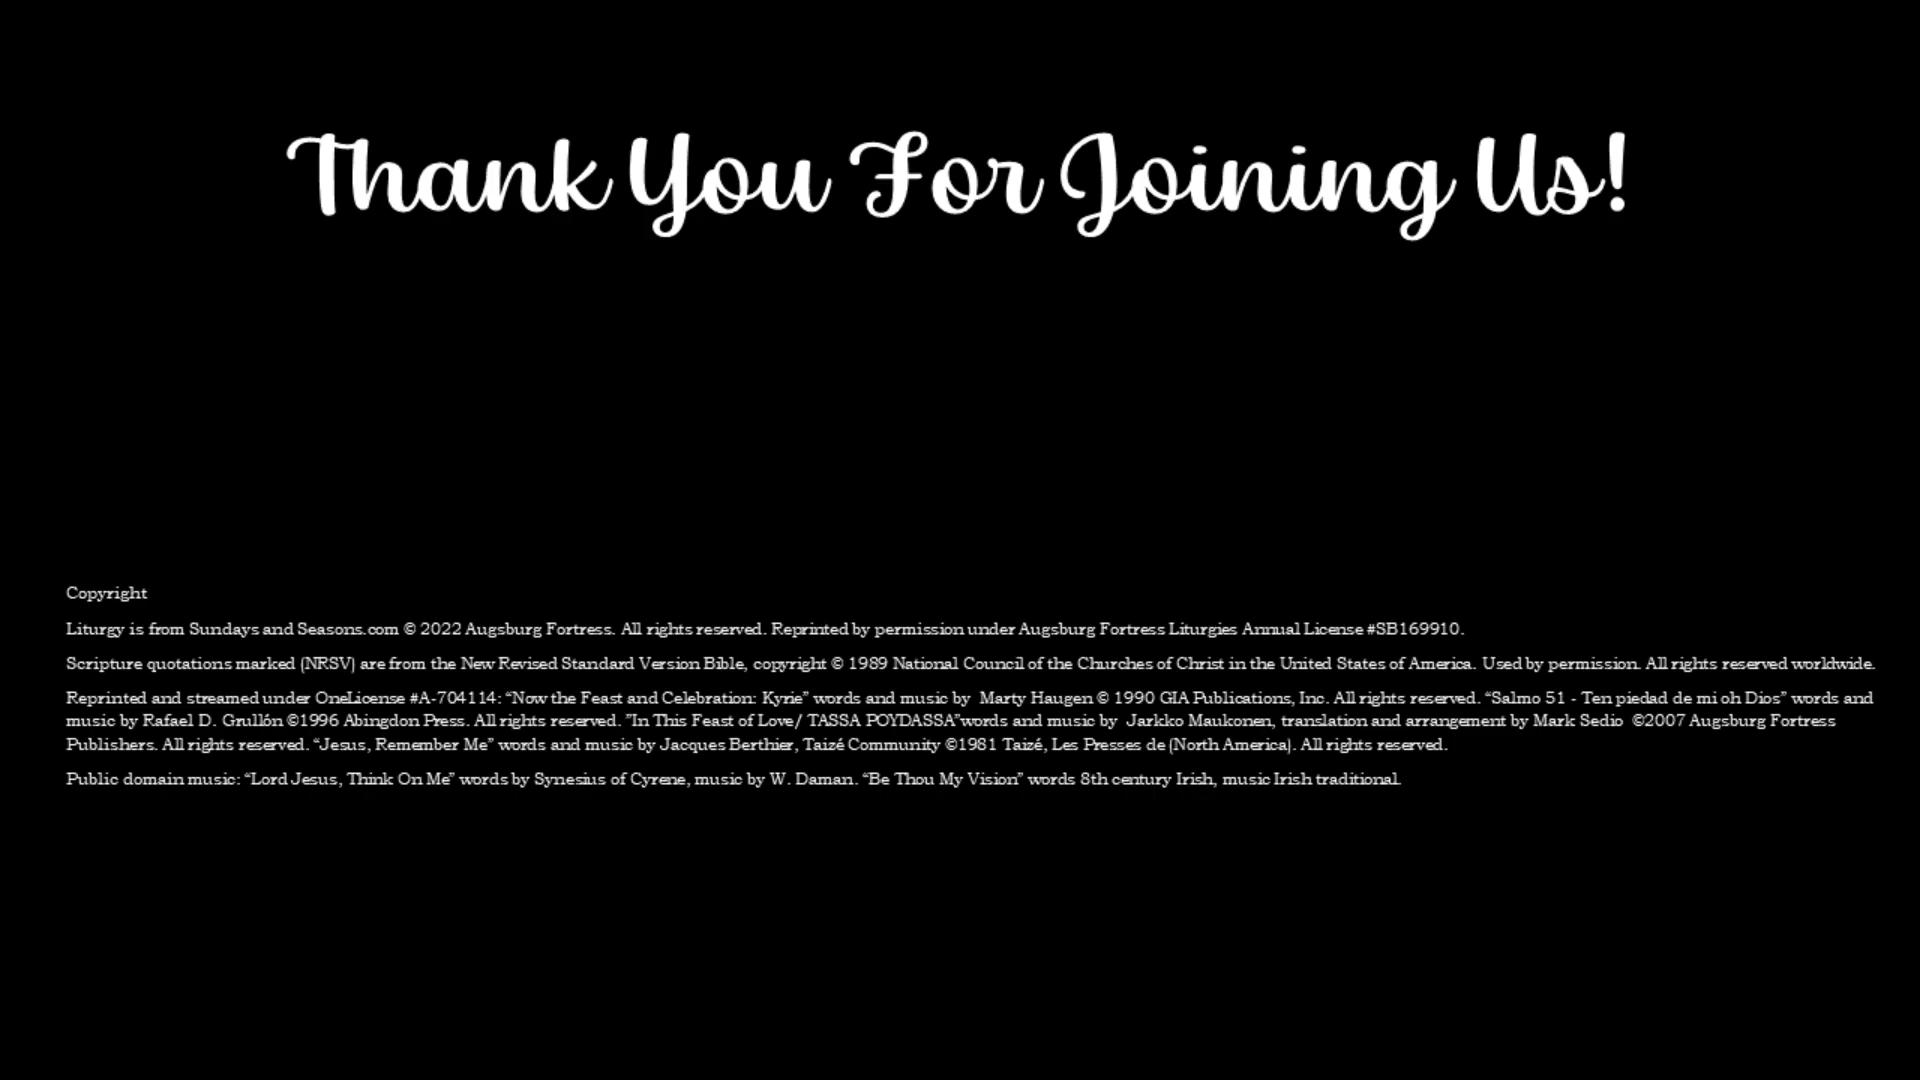 Thank You For Joining Us!
Copyright
Liturgy is from Sundays and Seasons.com © 2022 Augsburg Fortress. All rights reserved. Reprinted by permission under Augsburg Fortress Liturgies Annual License #SB169910.
Scripture quotations marked (NRSV) are from the New Revised Standard Version Bible, copyright © 1989 National Council of the Churches of Christ in the United States of America. Used by permission. All rights reserved worldwide.
Reprinted and streamed under OneLicense #A-704114: “Now the Feast and Celebration: Kyrie” words and music by  Marty Haugen © 1990 GIA Publications, Inc. All rights reserved. “Salmo 51 - Ten piedad de mi oh Dios” words and
music by Rafael D. Grullón ©1996 Abingdon Press. All rights reserved. ”In This Feast of Love/ TASSA POYDASSA”words and music by  Jarkko Maukonen, translation and arrangement by Mark Sedio  ©2007 Augsburg Fortress
Publishers. All rights reserved. “Jesus, Remember Me” words and music by Jacques Berthier, Taizé Community ©1981 Taizé, Les Presses de (North America). All rights reserved.
Public domain music: “Lord Jesus, Think On Me” words by Synesius of Cyrene, music by W. Daman. “Be Thou My Vision” words 8th century Irish, music Irish traditional.